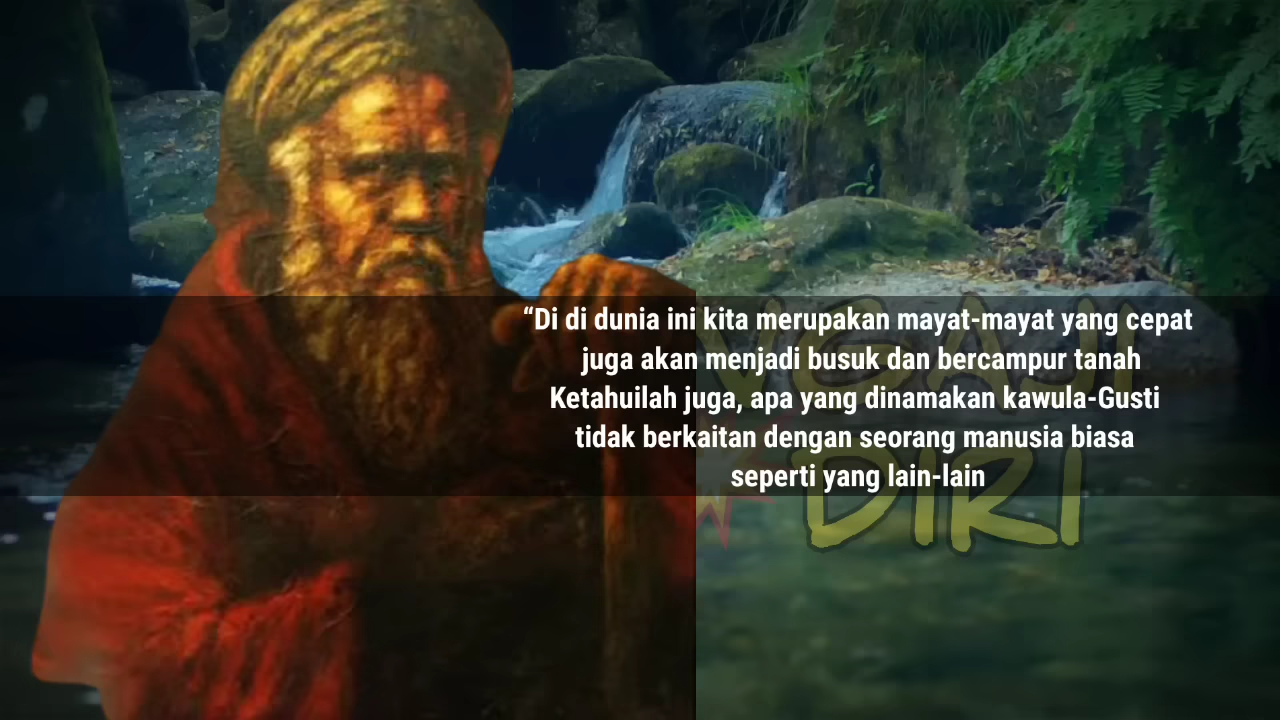 “Di di dunia ini kita merupakan mayat-mayat yang cepat
juga akan menjadi busuk dan bercampur tanah
Ketahuilah juga, apa yang dinamakan kawula-Gusti
tidak berkaitan dengan seorang manusia biasa
seperti yang lain-lain
NGAJI
DIRI